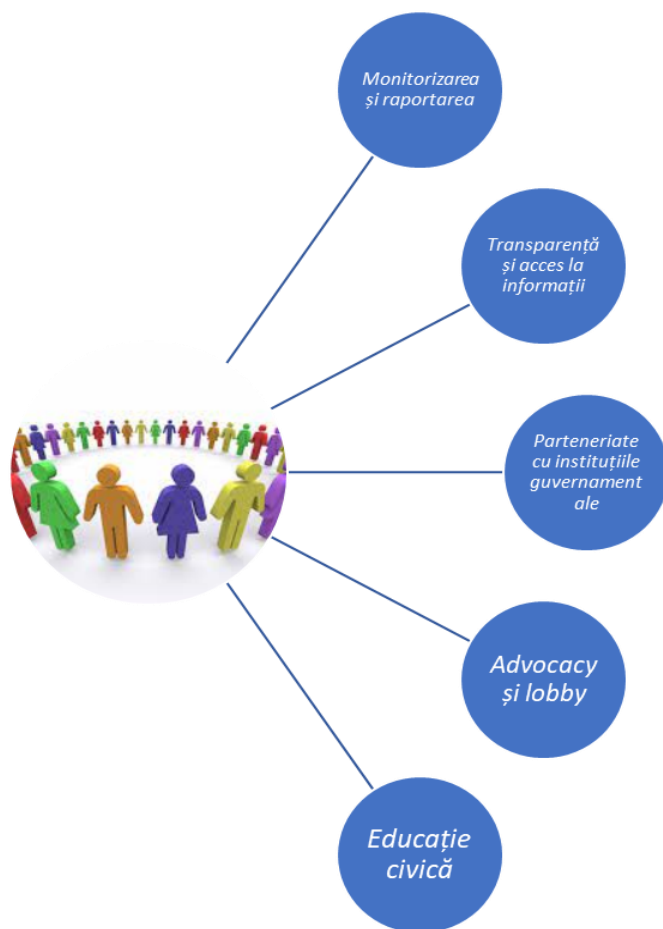 Monitorizarea
și raportarea
Transparență
și acces la
informații
Parteneriate
cu instituțiile
guvernament
ale
Advocacy
și lobby
Educație
civică